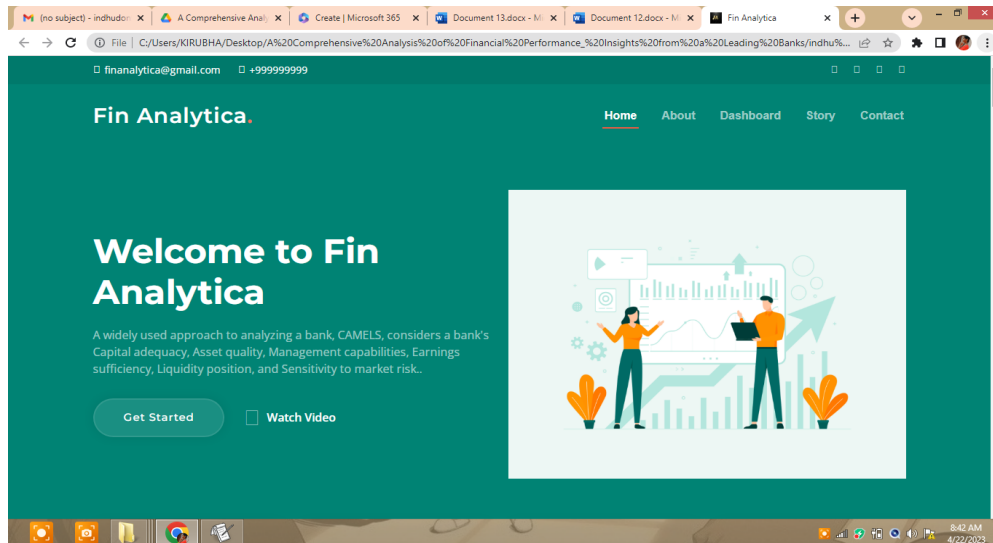 (no subject) - indhudon
A Comprehensive Analy
Create | Microsoft 365
Document 13.docx - M
Document 12.docx - M
Fin Analytica
File
C:/Users/KIRUBHA/Desktop/A%20Comprehensive%20Analysis%20of%20Financial%20Performance_%20Insights%20from%20a%20Leading%20Banks/indhu%...
finanalytica@gmail.com
+999999999
Fin Analytica.
Home About Dashboard Story Contact
Welcome to Fin
Analytica
A widely used approach to analyzing a bank, CAMELS, considers a bank's
Capital adequacy, Asset quality, Management capabilities, Earnings
sufficiency, Liquidity position, and Sensitivity to market risk..
Get Started
Watch Video
8:42 AM
4/22/2023